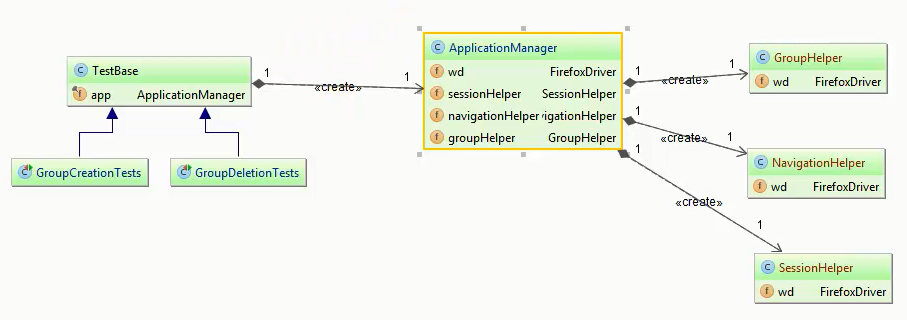 TestBase
app ApplicationManager
GroupCreationTests
GroupDeletionTests
1
1
«create»
ApplicationManager
wd FirefoxDriver
sessionHelper SessionHelper
navigationHelper igationHelper
groupHelper GroupHelper
1
1
«create»
GroupHelper
wd FirefoxDriver
1
1
«create»
NavigationHelper
wd FirefoxDriver
1
1
«create»
SessionHelper
wd FirefoxDriver